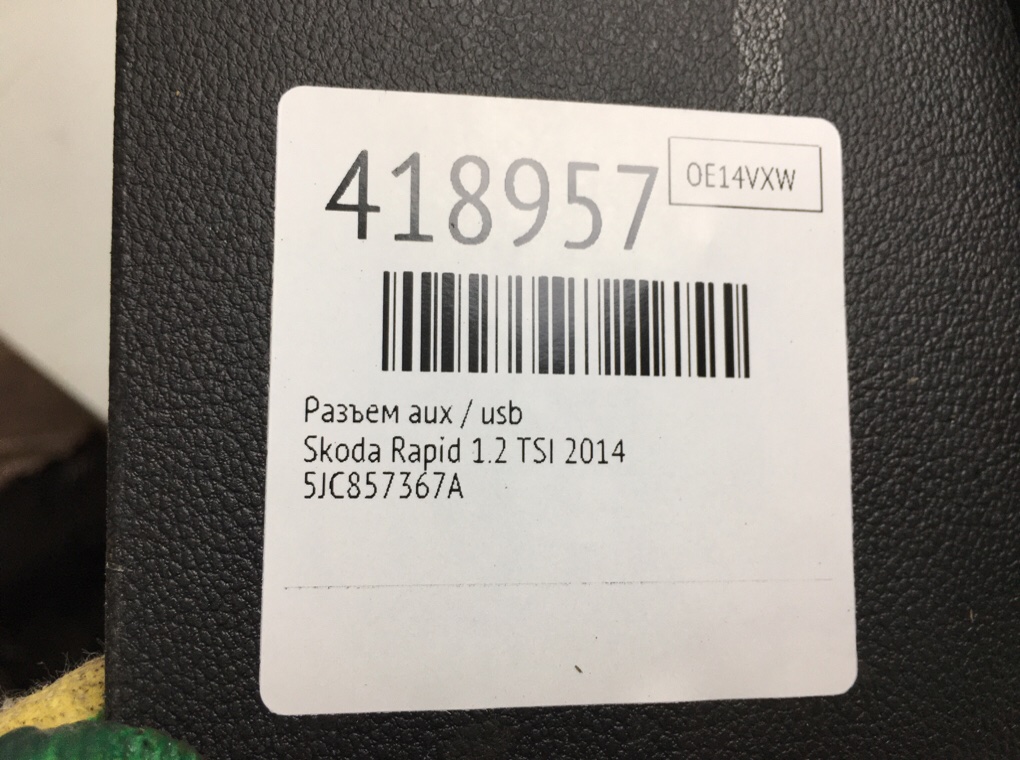 418957
OE14VXW
Разъем aux / usb
Skoda Rapid 1.2 TSI 2014
5JC857367A